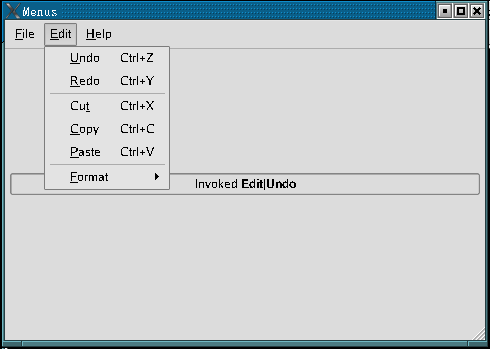 Menus
File Edit Help
Undo Ctrl+Z
Redo Ctrl+Y
Cut Ctrl+X
Copy Ctrl+C
Paste Ctrl+V
Format
Invoked Edit|Undo